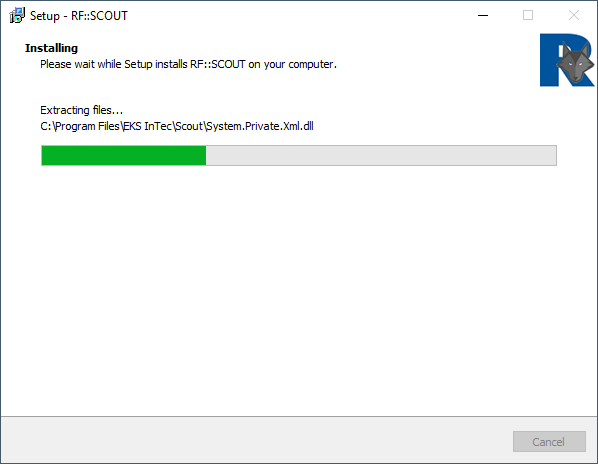 Setup - RF::SCOUT
Installing
Please wait while Setup installs RF::SCOUT on your computer.
R
Extracting files...
C:\Program Files\EKS InTec\Scout\System.Private.Xml.dll
Cancel